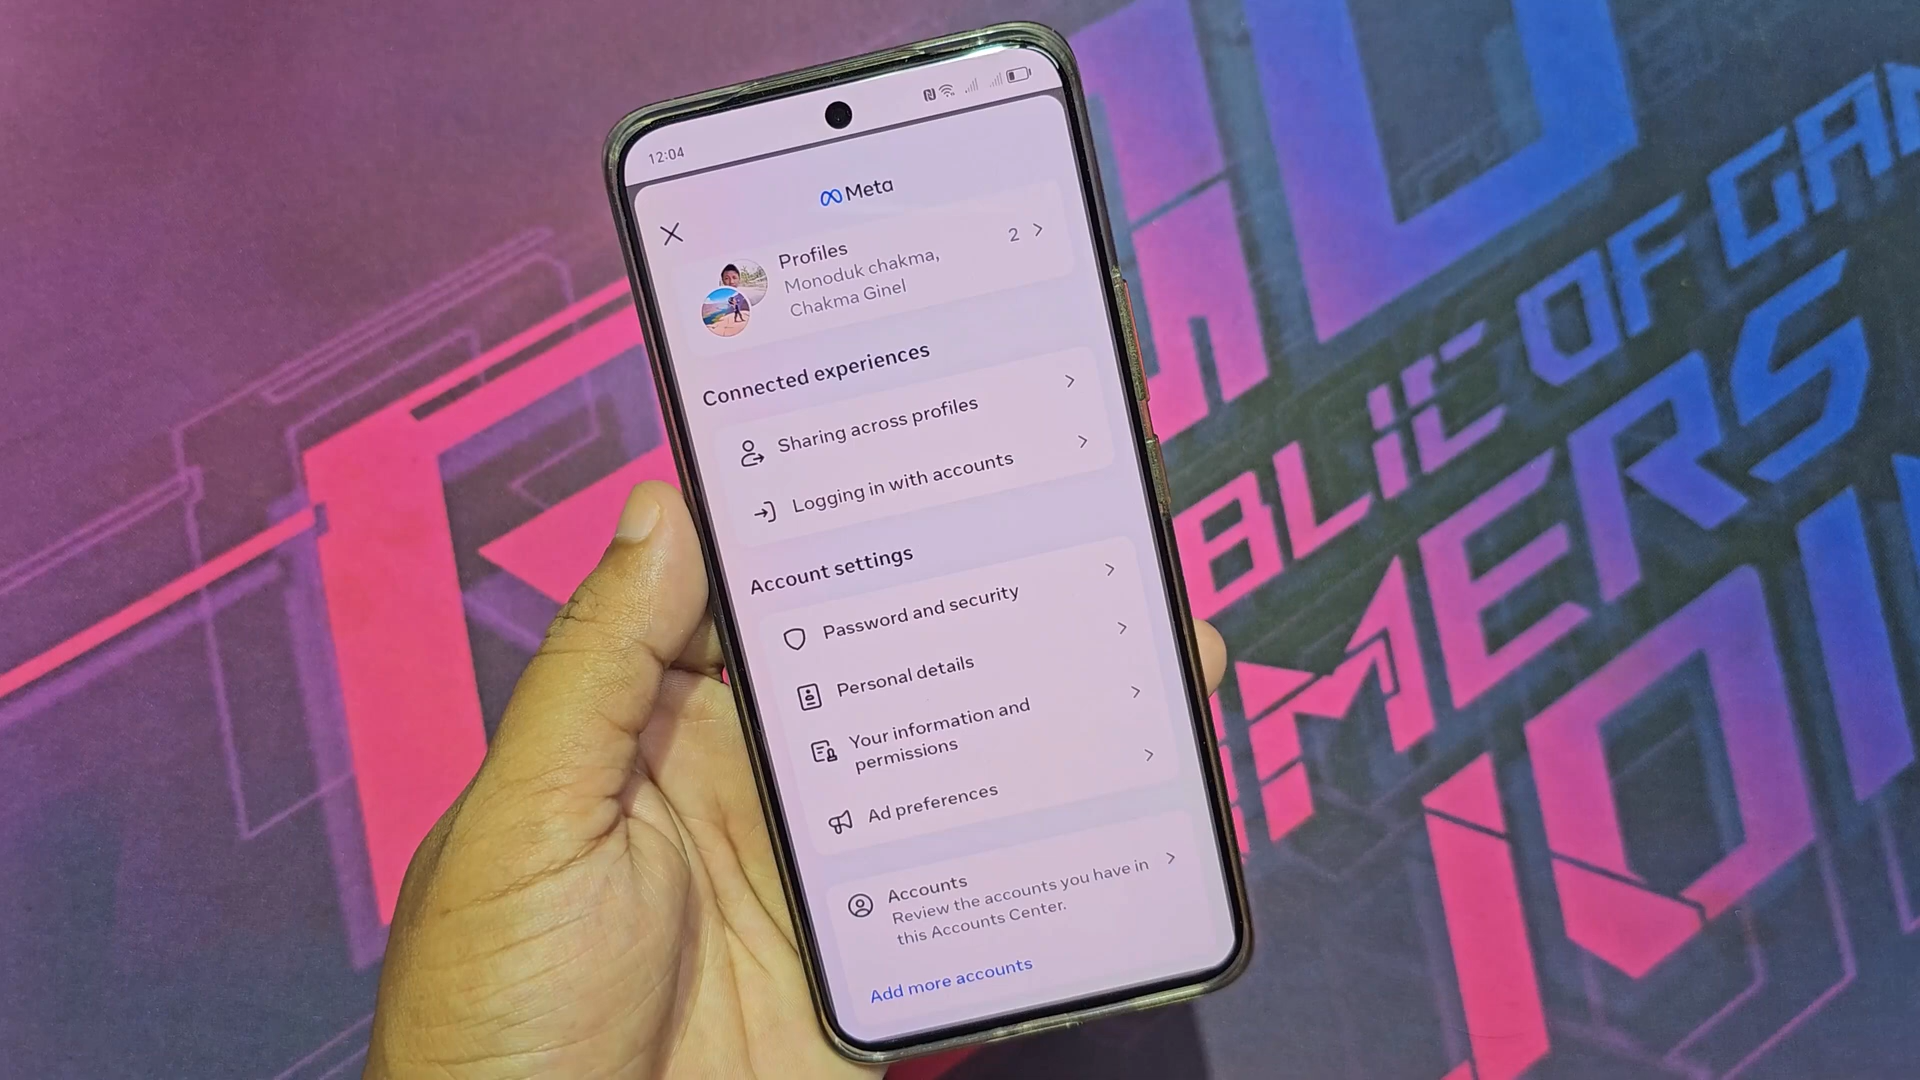 12:04
Meta
Profiles
2
Monoduk chakma,
Chakma Ginel
Connected experiences
Sharing across profiles
Logging in with accounts
Account settings
Password and security
Personal details
Your information and
permissions
Ad preferences
Accounts
Review the accounts you have in
this Accounts Center.
Add more accounts
OF
GAMERS